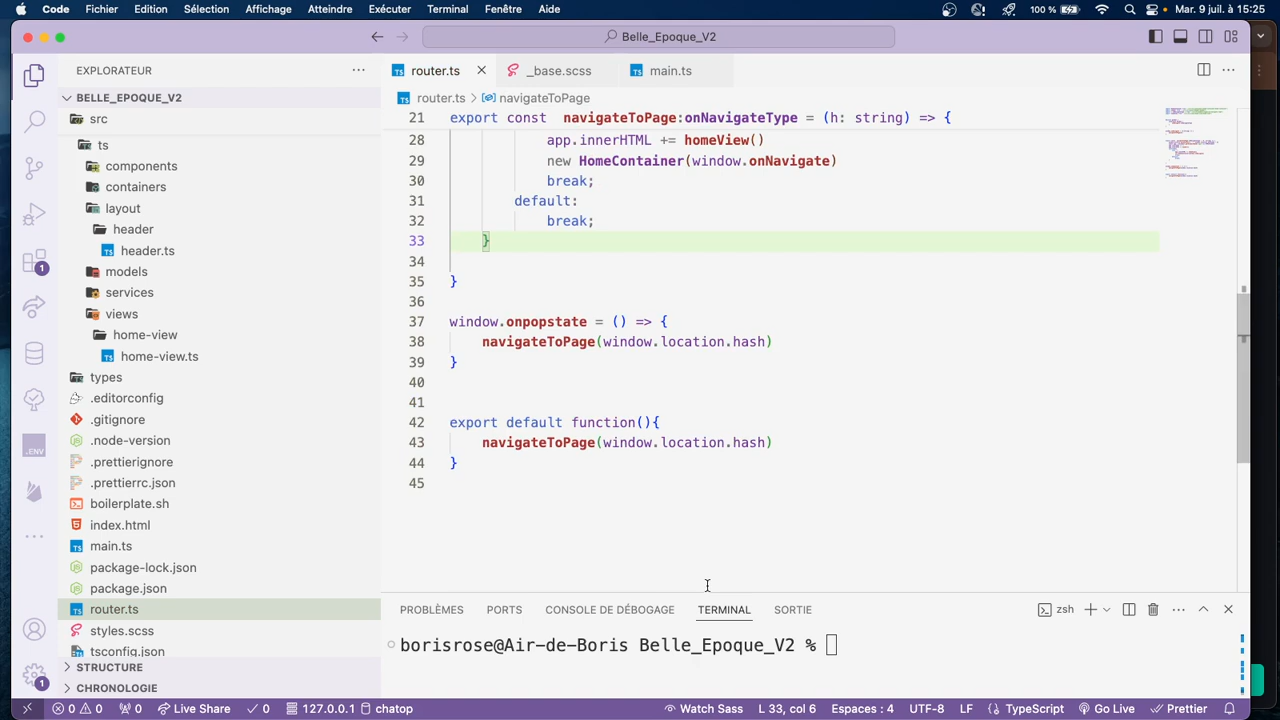 Code Fichier Edition Sélection Affichage Atteindre Exécuter Terminal Fenêtre Aide 100 % Mar. 9 juil. à 15:25
Belle_Epoque_V2
EXPLORATEUR
router.ts
_base.scss
main.ts
BELLE_EPOQUE_V2
router.ts > navigateToPage
src
ts
components
containers
layout
header
header.ts
models
services
views
home-view
home-view.ts
types
.editorconfig
.gitignore
.node-version
.prettierignore
.prettierrc.json
boilerplate.sh
index.html
main.ts
package-lock.json
package.json
router.ts
styles.scss
tsconfig.json
STRUCTURE
CHRONOLOGIE
21 export const navigateToPage:onNavigateType = (h: string) => {
28 app.innerHTML += homeView()
29 new HomeContainer(window.onNavigate)
30 break;
31 default:
32 break;
33 }
34
35 }
36
37 window.onpopstate = () => {
38 navigateToPage(window.location.hash)
39 }
40
41
42 export default function(){
43 navigateToPage(window.location.hash)
44 }
45
PROBLÈMES PORTS CONSOLE DE DÉBOGAGE TERMINAL SORTIE zsh
borisrose@Air-de-Boris Belle_Epoque_V2 %
.ENV
1
1
0 0 0 Live Share 0 127.0.0.1 chatop Watch Sass L 33, col 6 Espaces : 4 UTF-8 LF TypeScript Go Live Prettier